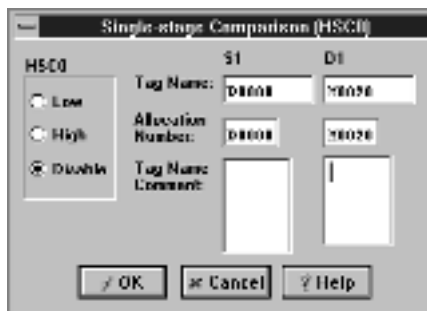 Single-stage Comparison (HSC0)
S1 D1
HSC0
Tag Name: D0000 Y0020
Low
Allocation Number: D0000 Y0020
High
Disable
Tag Name Comment:
OK Cancel ? Help